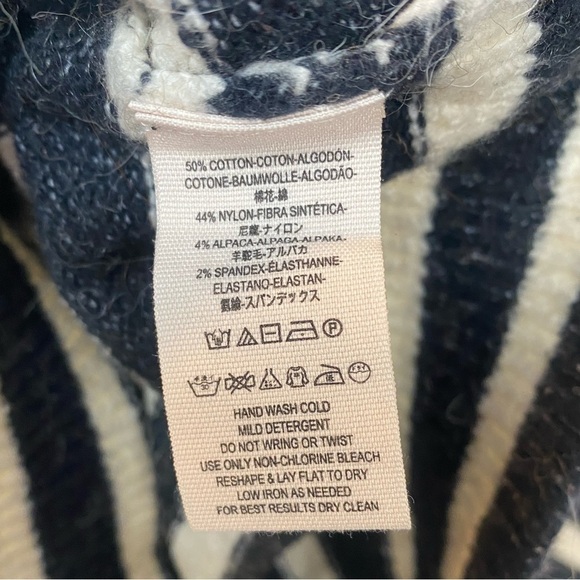 50% COTTON-COTON-ALGODÓN-
COTONE-BAUMWOLLE-ALGODÃO-
棉花-綿
44% NYLON-FIBRA SINTÉTICA-
尼龍-ナイロン
4% ALPACA-ALPAGA-ALPAKA-
羊駝毛-アルパカ
2% SPANDEX-ÉLASTHANNE-
ELASTANO-ELASTAN-
氨綸-スパンデックス
HAND WASH COLD
MILD DETERGENT
DO NOT WRING OR TWIST
USE ONLY NON-CHLORINE BLEACH
RESHAPE & LAY FLAT TO DRY
LOW IRON AS NEEDED
FOR BEST RESULTS DRY CLEAN